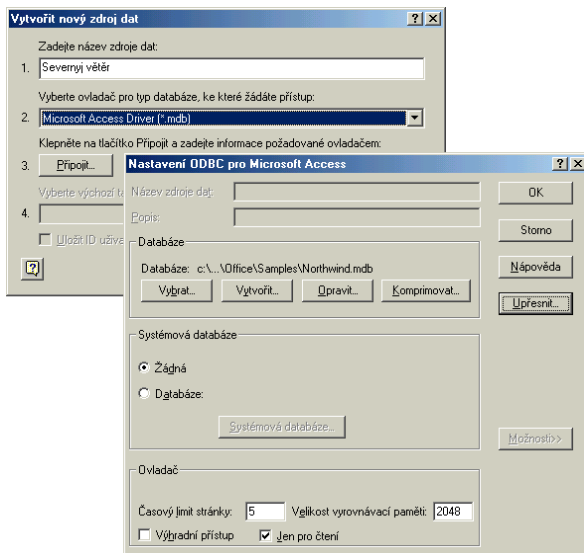 Vytvořit nový zdroj dat
Zadejte název zdroje dat:
1. Severnyj větěr
Vyberte ovladač pro typ databáze, ke které žádáte přístup:
2. Microsoft Access Driver (*.mdb)
Klepněte na tlačítko Připojit a zadejte informace požadované ovladačem:
3. Připojit...
Vyberte výchozí ta
4.
Uložit ID uživa
Nastavení ODBC pro Microsoft Access
Název zdroje dat:
OK
Popis:
Storno
Databáze
Databáze: c:\...\Office\Samples\Northwind.mdb
Nápověda
Vybrat... Vytvořit... Opravit... Komprimovat...
Upřesnit...
Systémová databáze
Žádná
Databáze:
Systémová databáze...
Možnosti>>
Ovladač
Časový limit stránky: 5 Velikost vyrovnávací paměti: 2048
Výhradní přístup Jen pro čtení